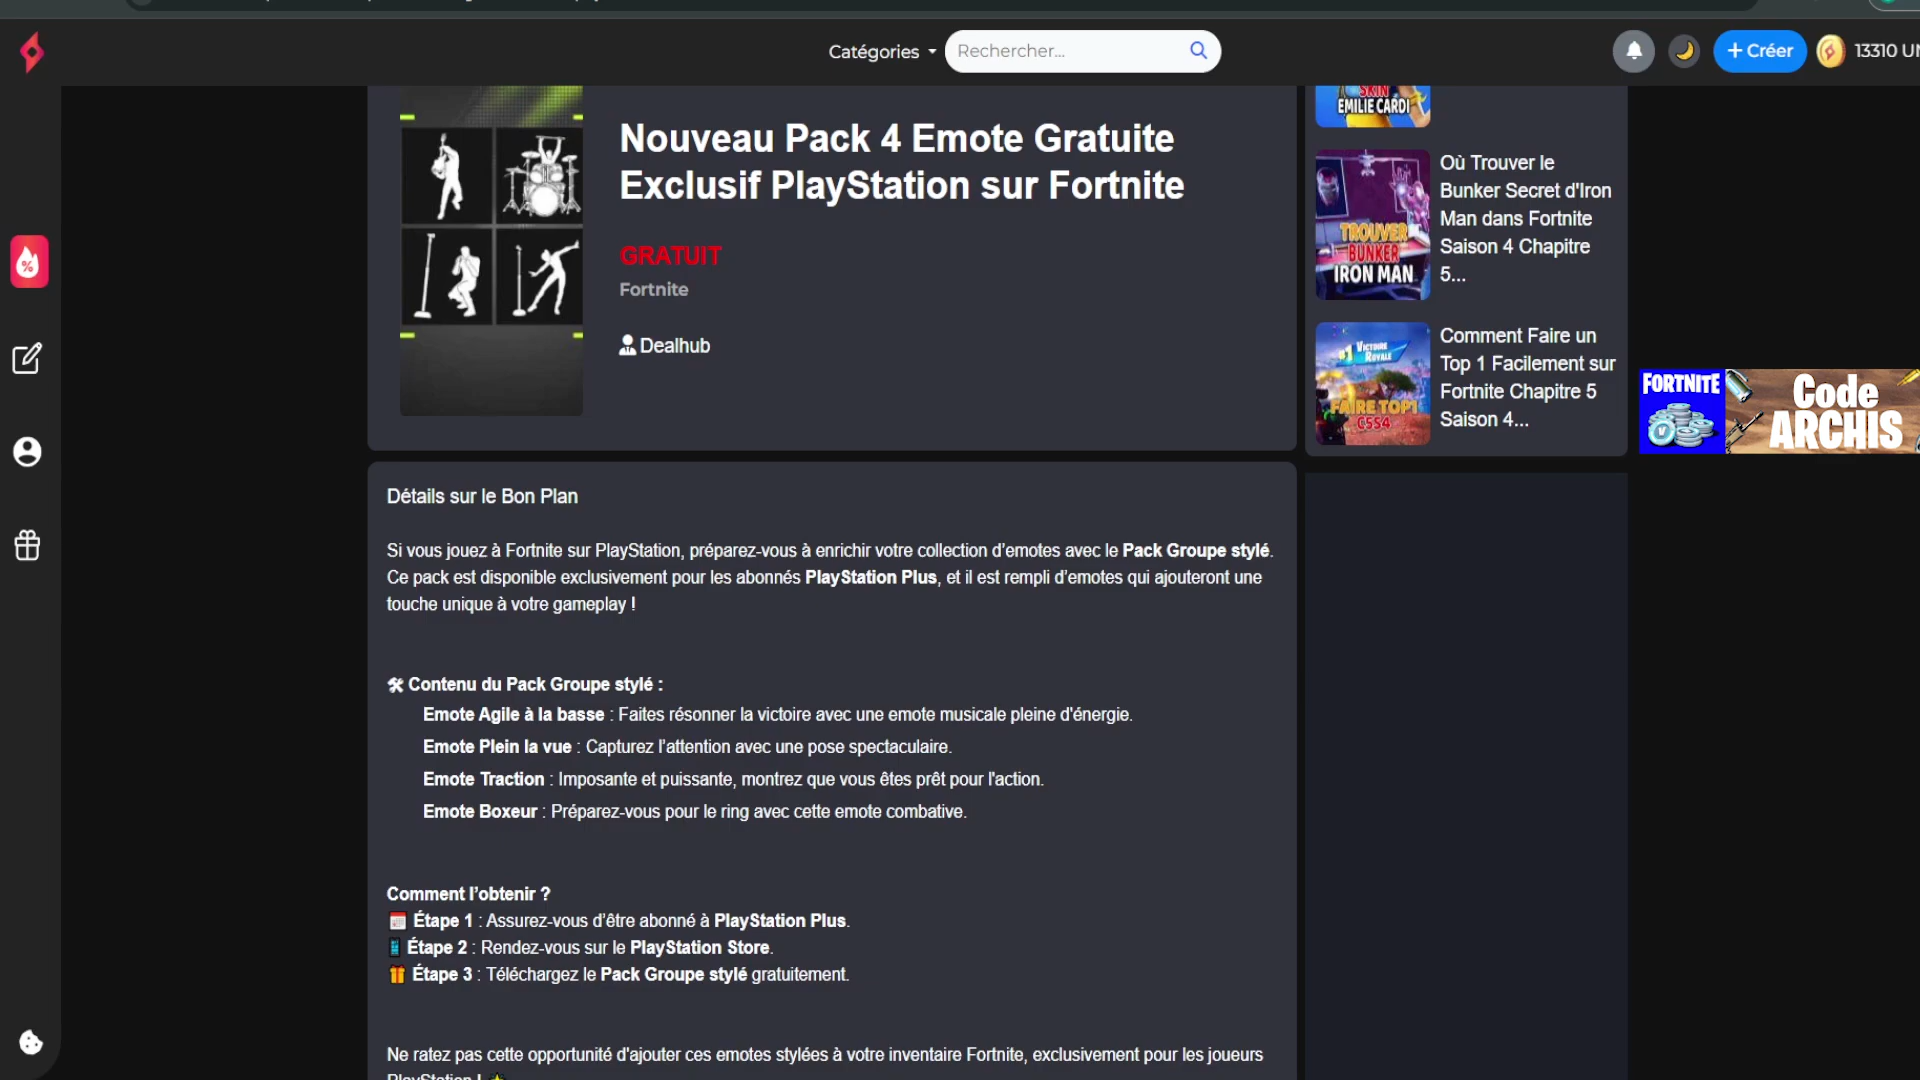 Catégories
Rechercher...
+ Créer
13310 UN
Nouveau Pack 4 Emote Gratuite
Exclusif PlayStation sur Fortnite
GRATUIT
Fortnite
Dealhub
SKIN
EMILIE CARDI
TROUVER
BUNKER
IRON MAN
Où Trouver le
Bunker Secret d'Iron
Man dans Fortnite
Saison 4 Chapitre
5...
#1 VICTOIRE
ROYALE
FAIRE TOP1
C5S4
Comment Faire un
Top 1 Facilement sur
Fortnite Chapitre 5
Saison 4...
FORTNITE
Code
ARCHIS
Détails sur le Bon Plan
Si vous jouez à Fortnite sur PlayStation, préparez-vous à enrichir votre collection d’emotes avec le Pack Groupe stylé.
Ce pack est disponible exclusivement pour les abonnés PlayStation Plus, et il est rempli d’emotes qui ajouteront une
touche unique à votre gameplay !
🛠 Contenu du Pack Groupe stylé :
Emote Agile à la basse : Faites résonner la victoire avec une emote musicale pleine d'énergie.
Emote Plein la vue : Capturez l’attention avec une pose spectaculaire.
Emote Traction : Imposante et puissante, montrez que vous êtes prêt pour l'action.
Emote Boxeur : Préparez-vous pour le ring avec cette emote combative.
Comment l’obtenir ?
📅 Étape 1 : Assurez-vous d’être abonné à PlayStation Plus.
📱 Étape 2 : Rendez-vous sur le PlayStation Store.
🎁 Étape 3 : Téléchargez le Pack Groupe stylé gratuitement.
Ne ratez pas cette opportunité d'ajouter ces emotes stylées à votre inventaire Fortnite, exclusivement pour les joueurs
PlayStation ! 🌟